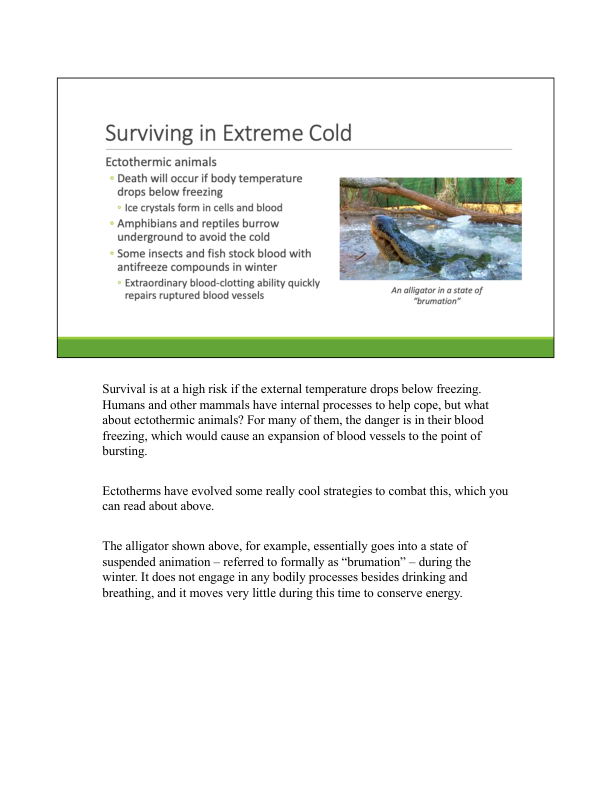 Surviving in Extreme Cold
Ectothermic animals
◦ Death will occur if body temperature
drops below freezing
◦ Ice crystals form in cells and blood
◦ Amphibians and reptiles burrow
underground to avoid the cold
◦ Some insects and fish stock blood with
antifreeze compounds in winter
◦ Extraordinary blood-clotting ability quickly
repairs ruptured blood vessels
An alligator in a state of
“brumation”
Survival is at a high risk if the external temperature drops below freezing.
Humans and other mammals have internal processes to help cope, but what
about ectothermic animals? For many of them, the danger is in their blood
freezing, which would cause an expansion of blood vessels to the point of
bursting.
Ectotherms have evolved some really cool strategies to combat this, which you
can read about above.
The alligator shown above, for example, essentially goes into a state of
suspended animation – referred to formally as “brumation” – during the
winter. It does not engage in any bodily processes besides drinking and
breathing, and it moves very little during this time to conserve energy.